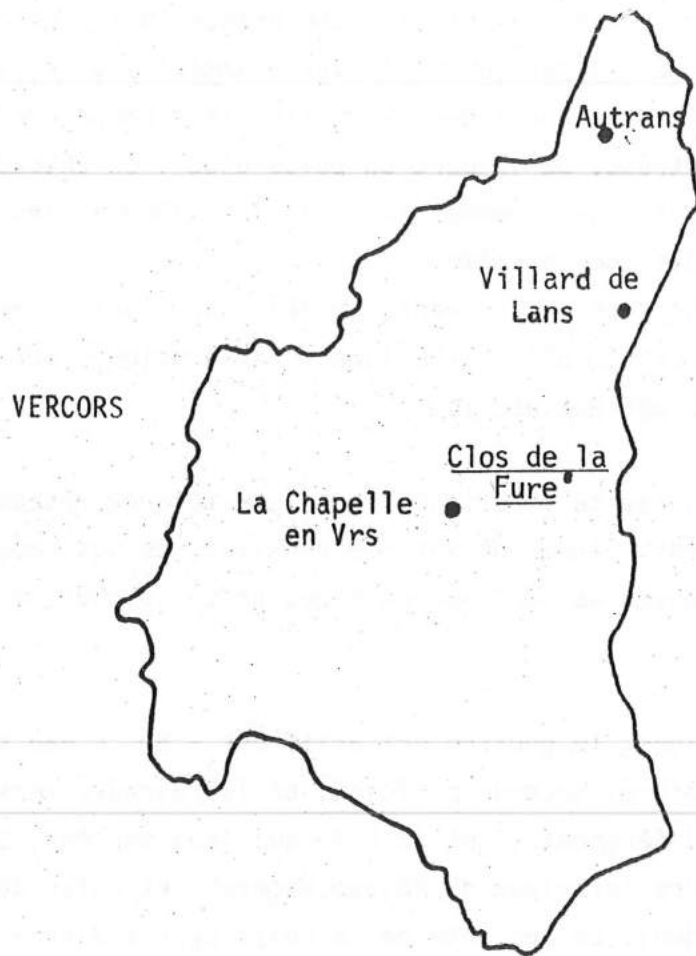 Autrans
Villard de
Lans
VERCORS
Clos de la
Fure
La Chapelle
en Vrs